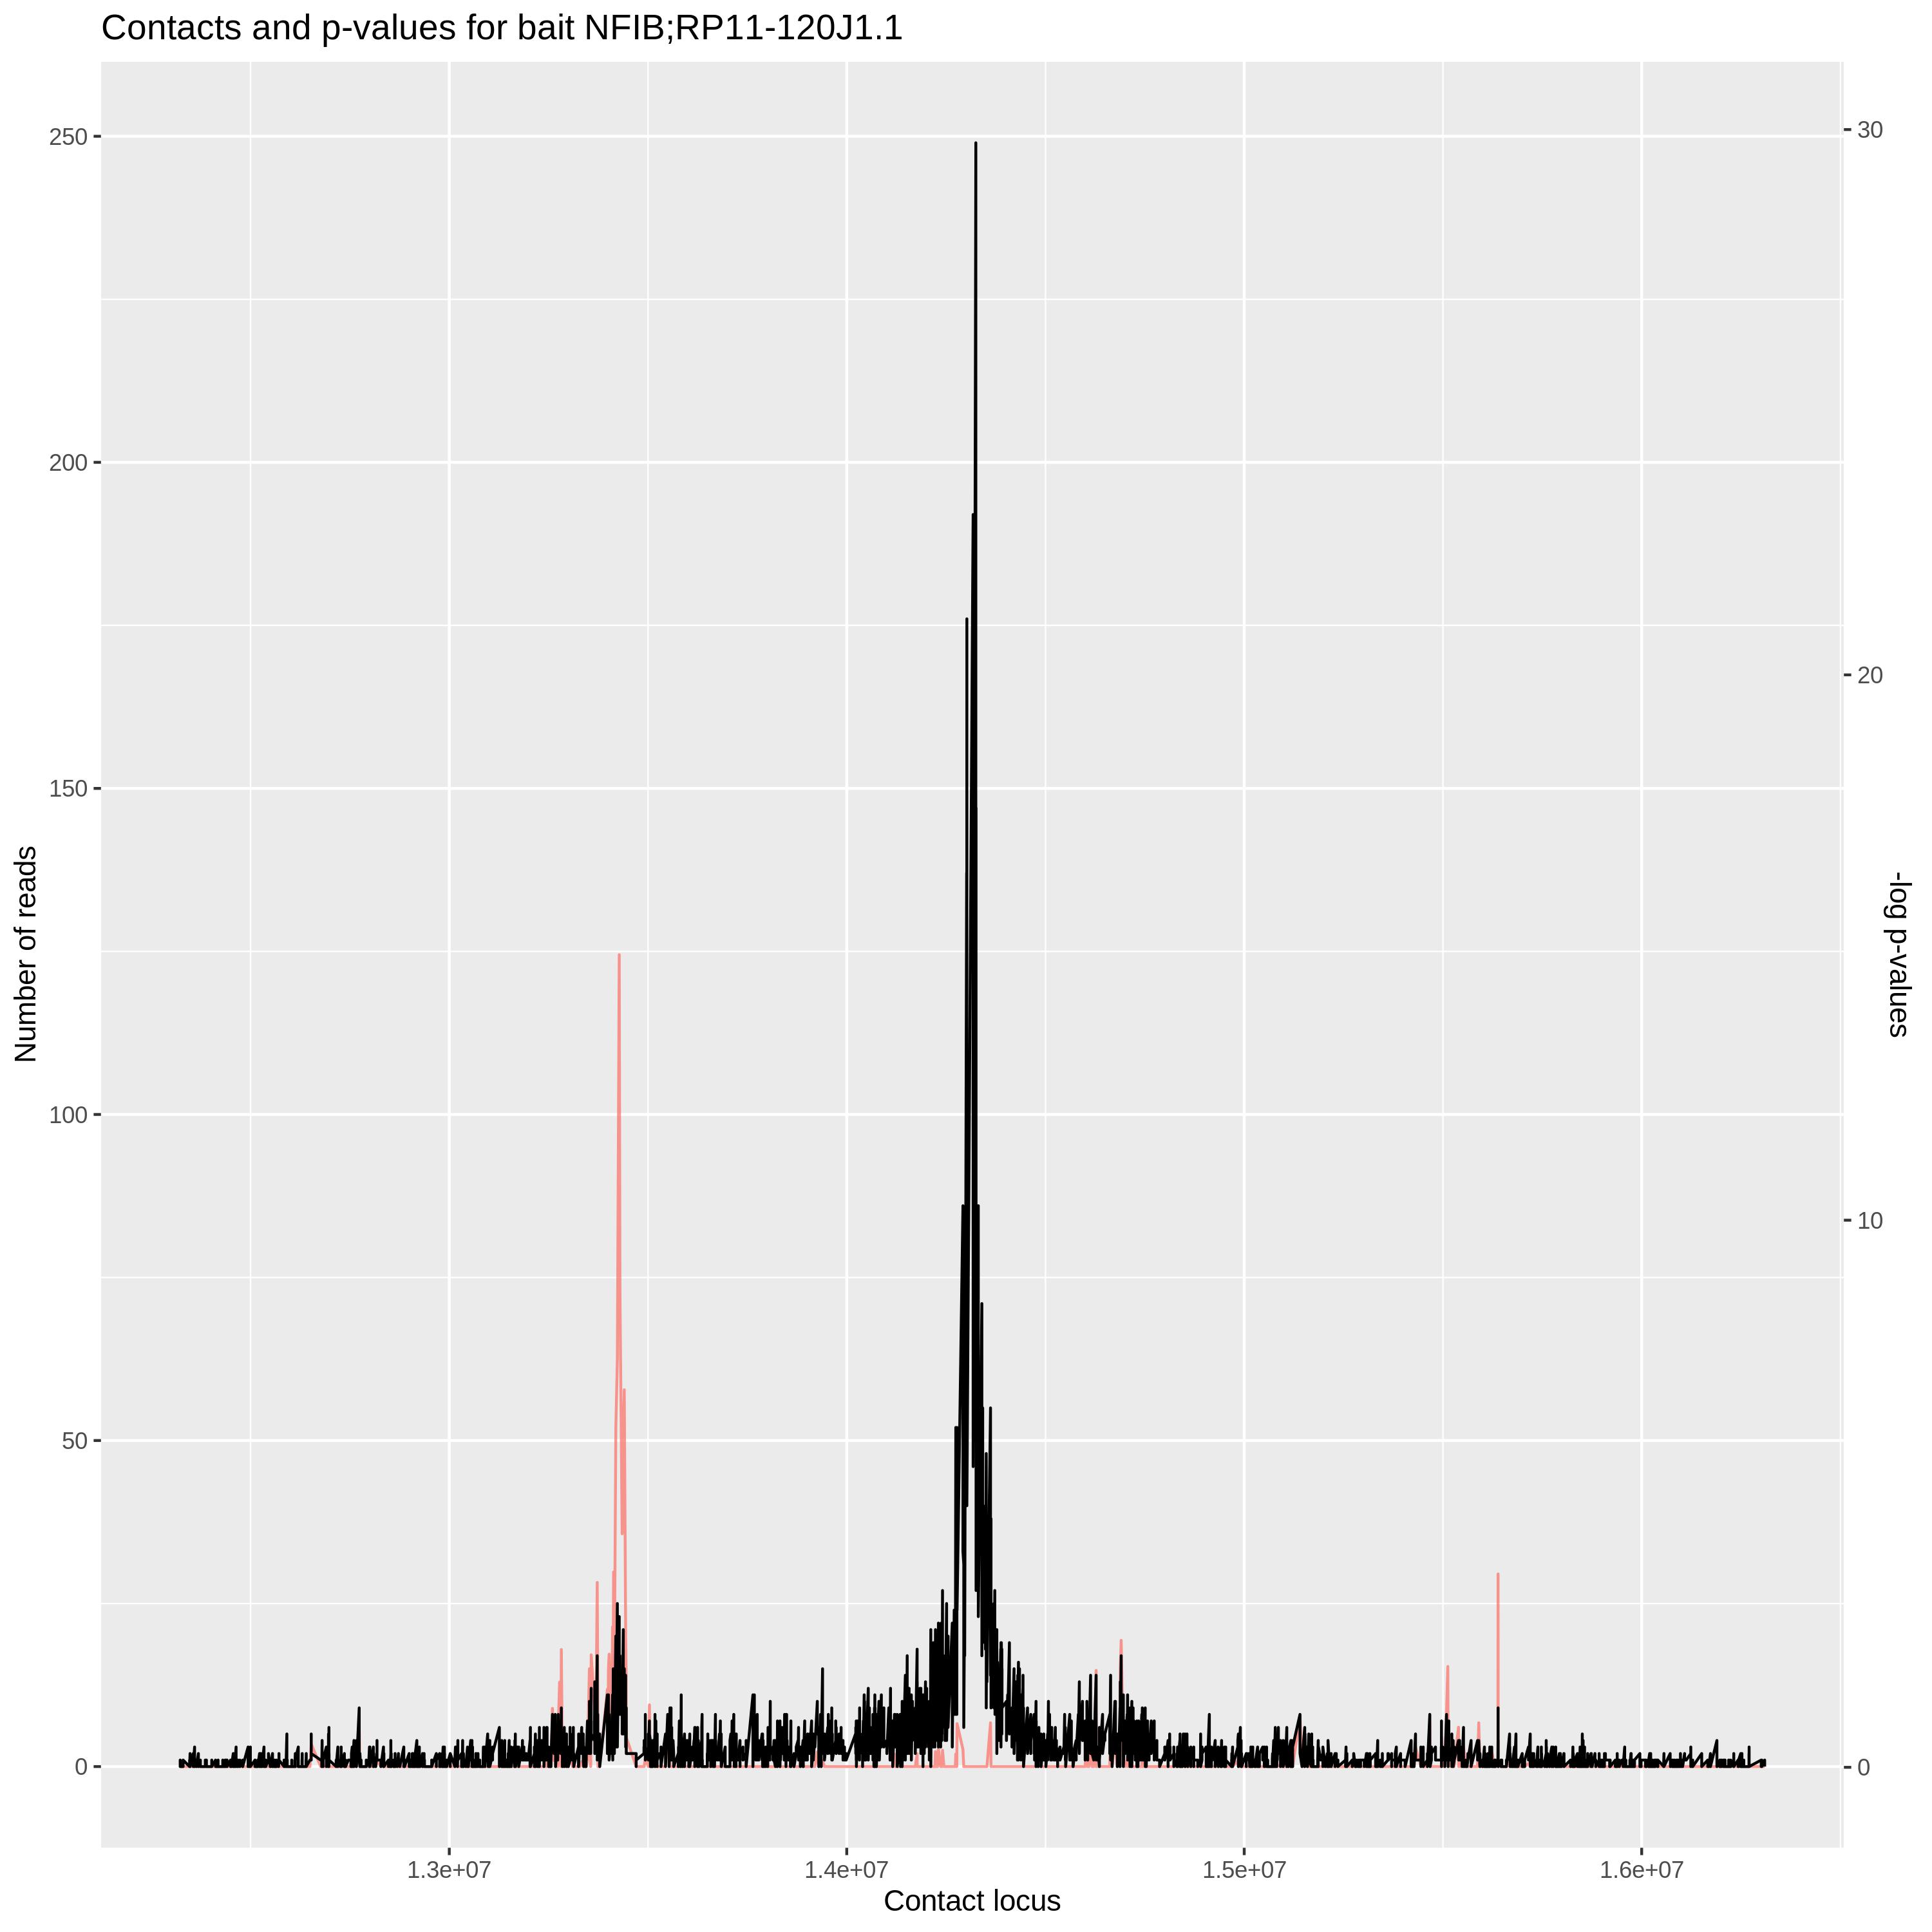 Contacts and p-values for bait NFIB;RP11-120J1.1
250
200
150
100
50
0
Number of reads
30
20
10
0
-log p-values
1.3e+07
1.4e+07
1.5e+07
1.6e+07
Contact locus